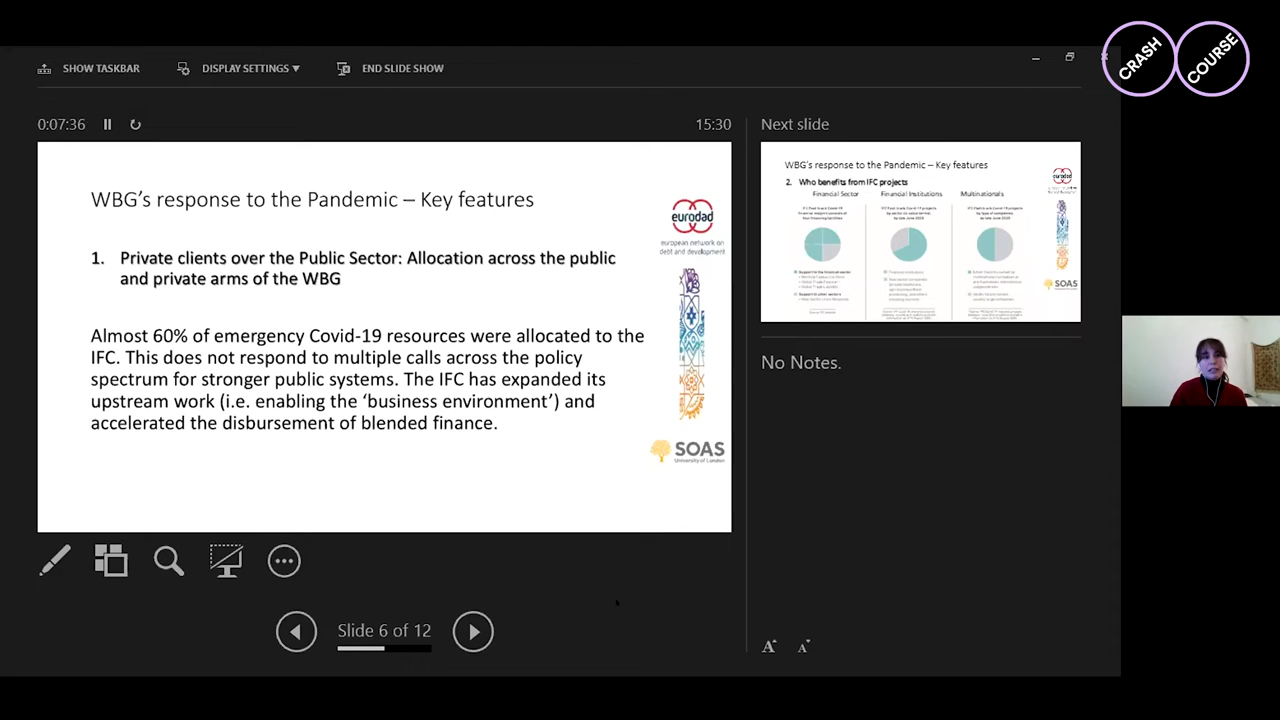 CRASH COURSE
SHOW TASKBAR
DISPLAY SETTINGS ▾
END SLIDE SHOW
0:07:36
15:30
WBG's response to the Pandemic – Key features
1. Private clients over the Public Sector: Allocation across the public
and private arms of the WBG
Almost 60% of emergency Covid-19 resources were allocated to the
IFC. This does not respond to multiple calls across the policy
spectrum for stronger public systems. The IFC has expanded its
upstream work (i.e. enabling the 'business environment') and
accelerated the disbursement of blended finance.
eurodad
european network on
debt and development
SOAS
University of London
Slide 6 of 12
Next slide
WBG's response to the Pandemic – Key features
2. Who benefits from IFC projects
Financial Sector
Financial Institutions
Multinationals
eurodad
SOAS
No Notes.
A
A